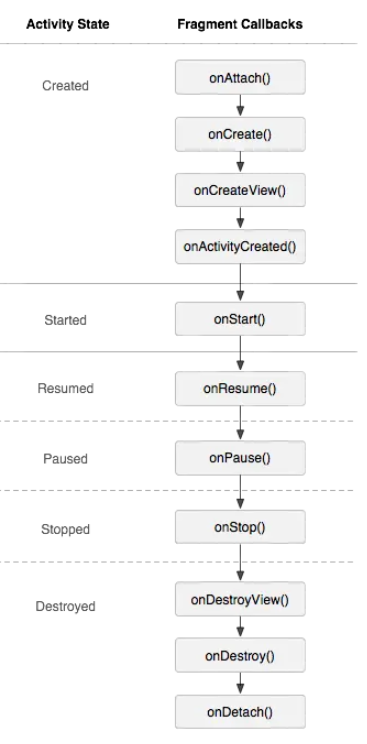 Activity State Fragment Callbacks
Created
onAttach()
onCreate()
onCreateView()
onActivityCreated()
Started onStart()
Resumed onResume()
Paused onPause()
Stopped onStop()
Destroyed
onDestroyView()
onDestroy()
onDetach()